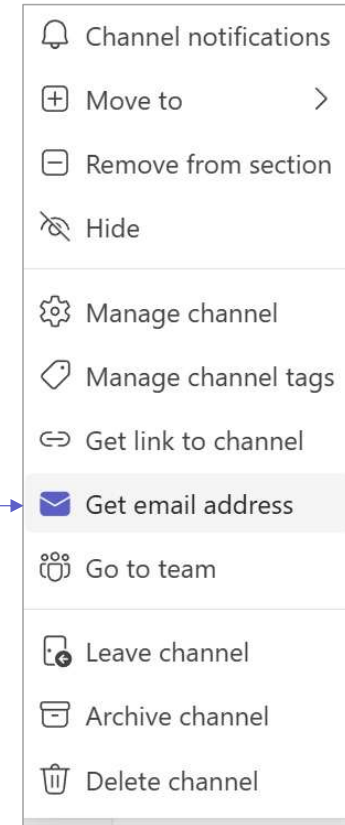 Channel notifications
Move to
Remove from section
Hide
Manage channel
Manage channel tags
Get link to channel
Get email address
Go to team
Leave channel
Archive channel
Delete channel